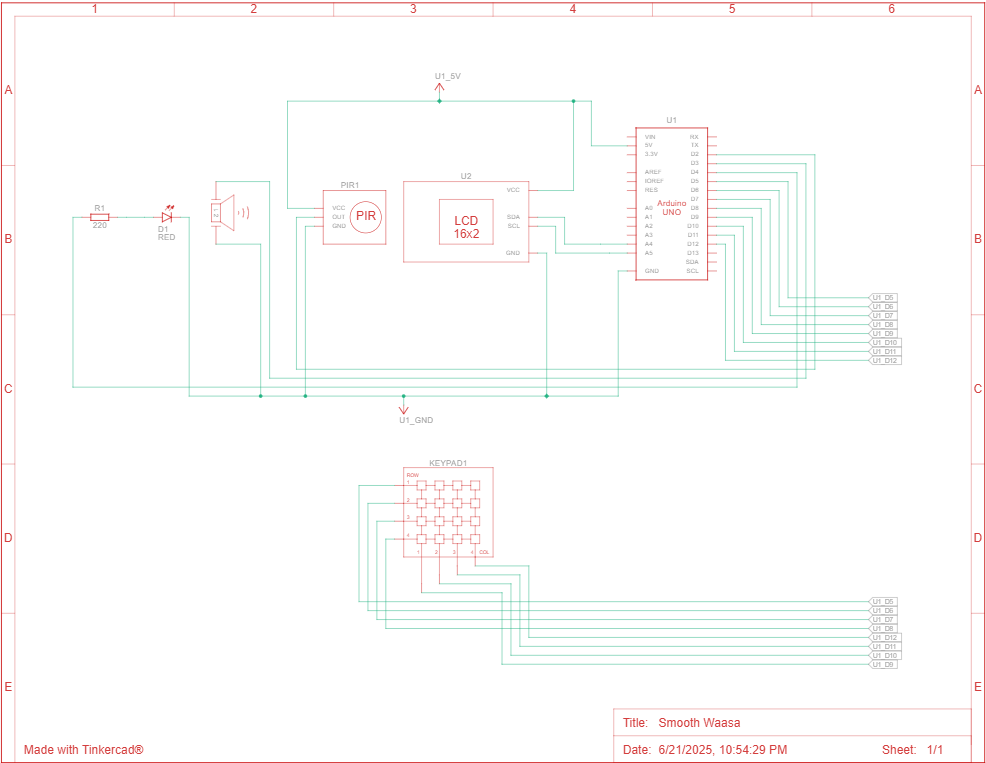 1 2 3 4 5 6
A A
B B
C C
D D
E E
U1_5V
U1
VIN RX
5V TX
3.3V D2
D3
AREF D4
IOREF D5
RES D6
D7
A0 D8
A1 D9
A2 D10
A3 D11
A4 D12
A5 D13
SDA
GND SCL
Arduino
UNO
PIR1
VCC
OUT
GND
PIR
U2
VCC
SDA
SCL
GND
LCD
16x2
R1
220
D1
RED
1 2
U1_D5
U1_D6
U1_D7
U1_D8
U1_D9
U1_D10
U1_D11
U1_D12
U1_GND
KEYPAD1
ROW
1
2
3
4
1 2 3 4 COL
U1_D5
U1_D6
U1_D7
U1_D8
U1_D12
U1_D11
U1_D10
U1_D9
Title: Smooth Waasa
Made with Tinkercad®
Date: 6/21/2025, 10:54:29 PM Sheet: 1/1